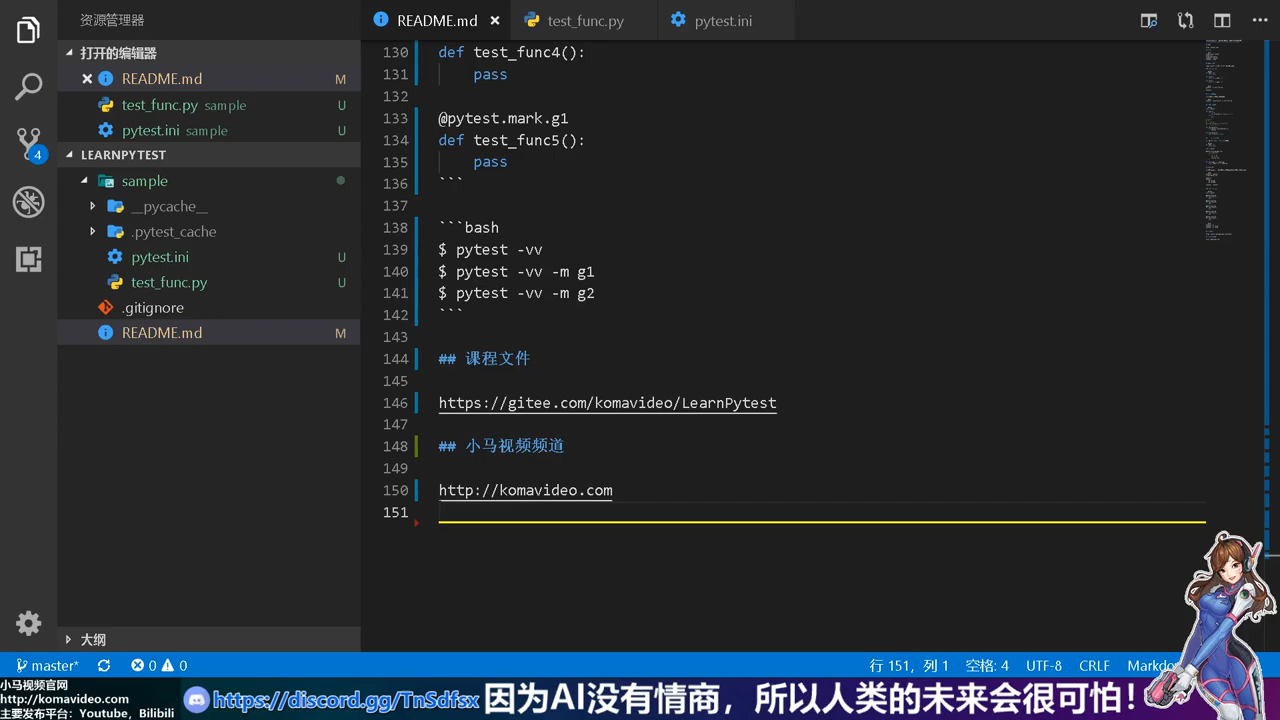 资源管理器
README.md
test_func.py
pytest.ini
打开的编辑器
README.md M
test_func.py sample U
pytest.ini sample U
4
LEARNPYTEST
sample
__pycache__
.pytest_cache
pytest.ini U
test_func.py U
.gitignore
README.md M
大纲
130 def test_func4():
131 pass
132
133 @pytest.mark.g1
134 def test_func5():
135 pass
136 ```
137
138 ```bash
139 $ pytest -vv
140 $ pytest -vv -m g1
141 $ pytest -vv -m g2
142 ```
143
144 ## 课程文件
145
146 https://gitee.com/komavideo/LearnPytest
147
148 ## 小马视频频道
149
150 http://komavideo.com
151
master* 0 0 行 151，列 1 空格: 4 UTF-8 CRLF
小马视频官网
http://komavideo.com
主要发布平台：Youtube，Bilibili
https://discord.gg/TnSdfsx 因为AI没有情商，所以人类的未来会很可怕！